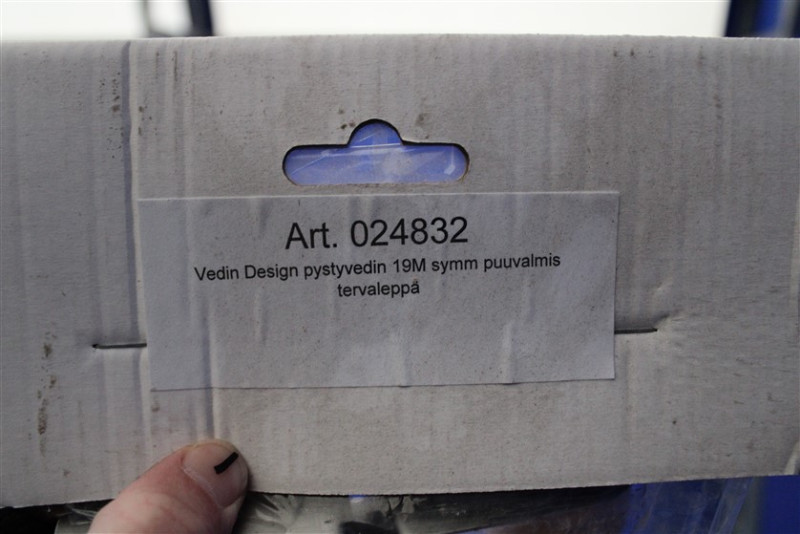 Art. 024832
Vedin Design pystyvedin 19M symm puuvalmis
tervaleppä